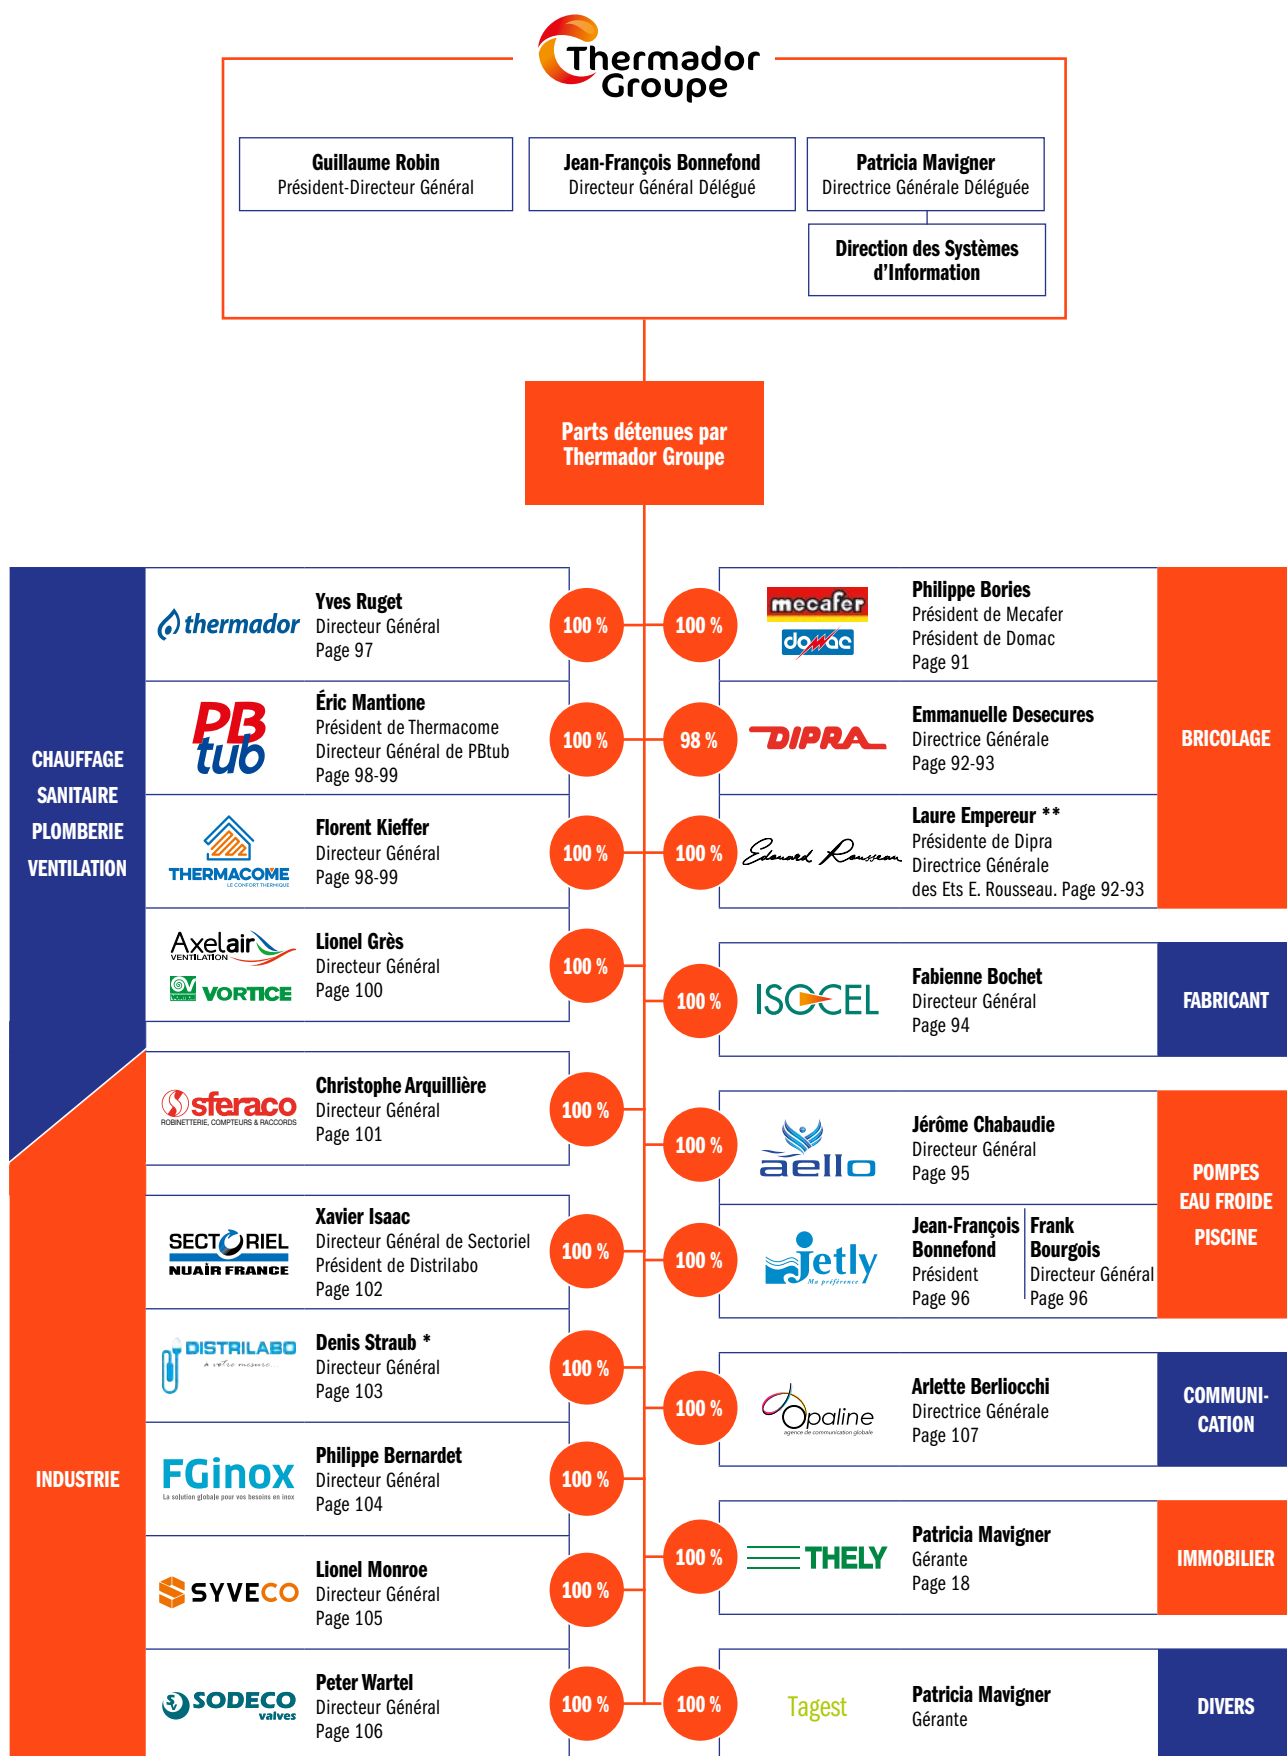 Thermador
Groupe
Guillaume Robin
Président-Directeur Général
Jean-François Bonnefond
Directeur Général Délégué
Patricia Mavigner
Directrice Générale Déléguée
Direction des Systèmes
d’Information
Parts détenues par
Thermador Groupe
CHAUFFAGE
SANITAIRE
PLOMBERIE
VENTILATION
thermador
Yves Ruget
Directeur Général
Page 97
100 %
PB
tub
Éric Mantione
Président de Thermacome
Directeur Général de PBtub
Page 98-99
100 %
THERMACOME
LE CONFORT THERMIQUE
Florent Kieffer
Directeur Général
Page 98-99
100 %
Axelair
VENTILATION
VORTICE
Lionel Grès
Directeur Général
Page 100
100 %
sferaco
ROBINETTERIE, COMPTEURS & RACCORDS
Christophe Arquillière
Directeur Général
Page 101
100 %
INDUSTRIE
SECTORIEL
NUAIR FRANCE
Xavier Isaac
Directeur Général de Sectoriel
Président de Distrilabo
Page 102
100 %
DISTRILABO
à votre mesure...
Denis Straub *
Directeur Général
Page 103
100 %
FGinox
La solution globale pour vos besoins en inox
Philippe Bernardet
Directeur Général
Page 104
100 %
SYVECO
Lionel Monroe
Directeur Général
Page 105
100 %
SODECO
valves
Peter Wartel
Directeur Général
Page 106
100 %
100 %
mecafer
domac
Philippe Bories
Président de Mecafer
Président de Domac
Page 91
BRICOLAGE
98 %
DIPRA
Emmanuelle Desecures
Directrice Générale
Page 92-93
100 %
Edouard Rousseau
Laure Empereur **
Présidente de Dipra
Directrice Générale
des Ets E. Rousseau. Page 92-93
100 %
ISOCEL
Fabienne Bochet
Directeur Général
Page 94
FABRICANT
100 %
aello
Jérôme Chabaudie
Directeur Général
Page 95
POMPES
EAU FROIDE
PISCINE
100 %
Jetly
Ma préférence
Jean-François
Bonnefond
Président
Page 96
Frank
Bourgois
Directeur Général
Page 96
100 %
Opaline
agence de communication globale
Arlette Berliocchi
Directrice Générale
Page 107
COMMUNI-
CATION
100 %
THELY
Patricia Mavigner
Gérante
Page 18
IMMOBILIER
100 %
Tagest
Patricia Mavigner
Gérante
DIVERS